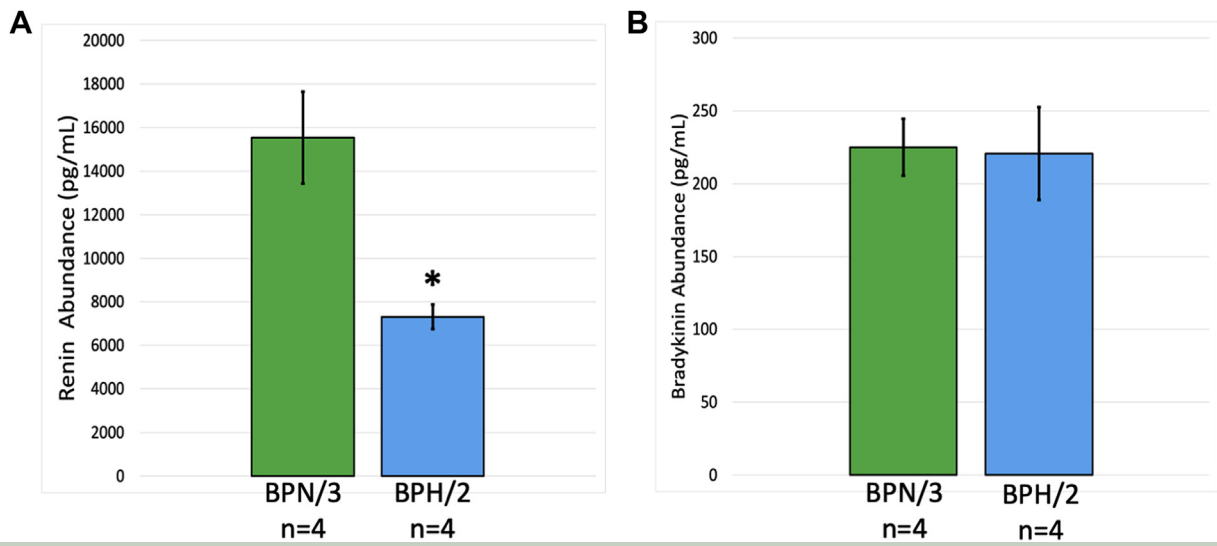 A
Renin Abundance (pg/mL)
20000
18000
16000
14000
12000
10000
8000
6000
4000
2000
0
*
BPN/3 BPH/2
n=4 n=4
B
Bradykinin Abundance (pg/mL)
300
250
200
150
100
50
0
BPN/3 BPH/2
n=4 n=4